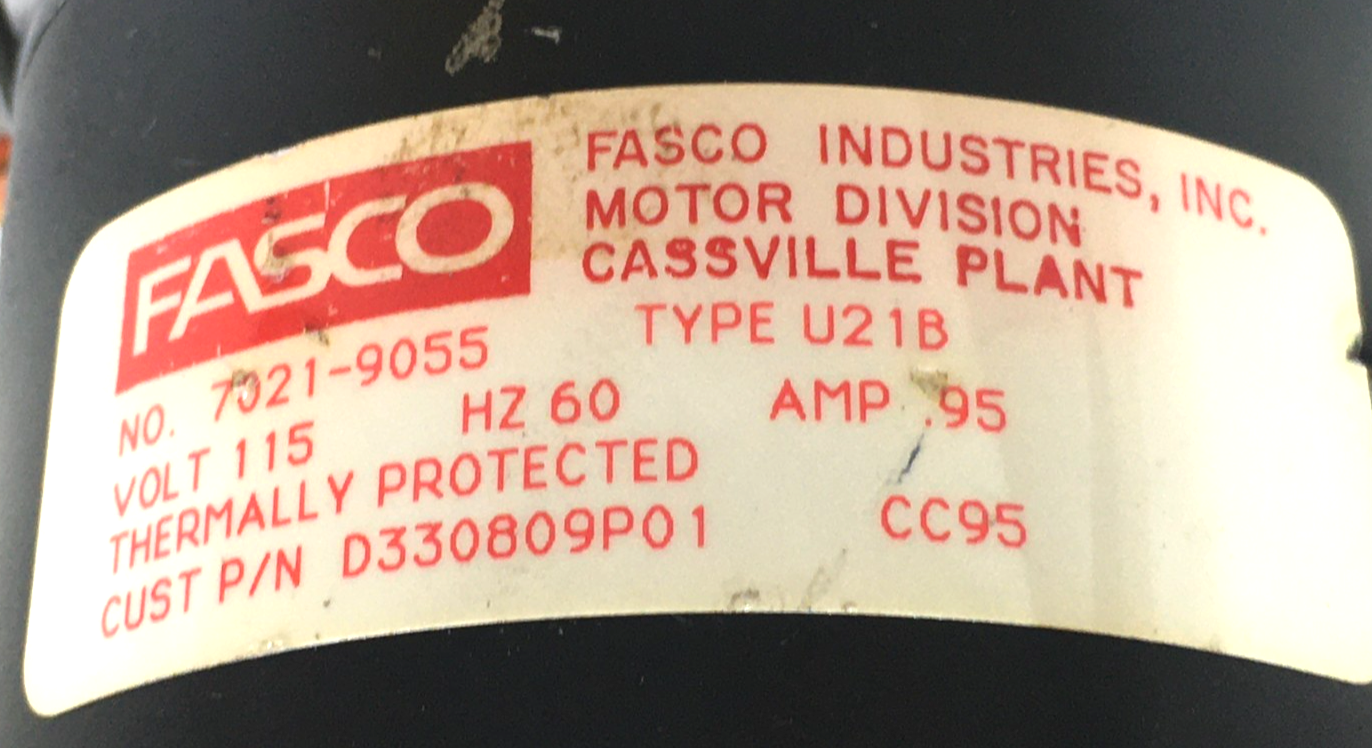 FASCO
FASCO INDUSTRIES, INC.
MOTOR DIVISION
CASSVILLE PLANT
TYPE U21B
NO. 7021-9055
VOLT 115 HZ 60 AMP .95
THERMALLY PROTECTED
CUST P/N D330809P01 CC95